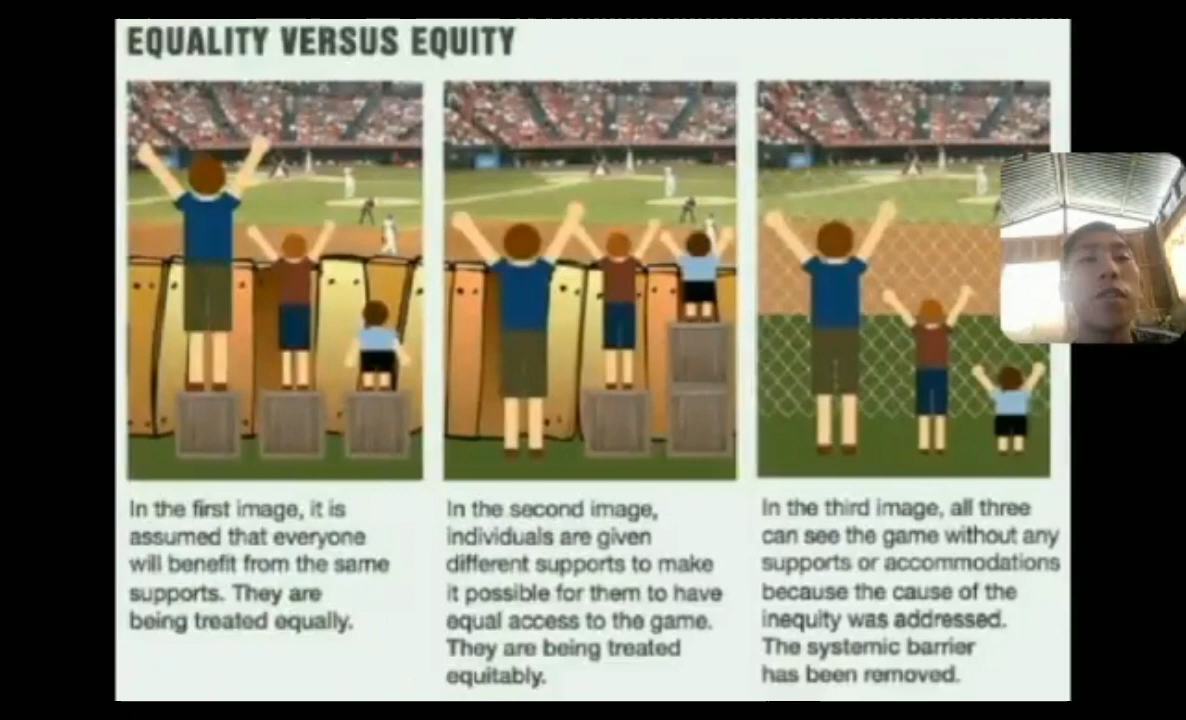 EQUALITY VERSUS EQUITY
In the first image, it is
assumed that everyone
will benefit from the same
supports. They are
being treated equally.
In the second image,
individuals are given
different supports to make
it possible for them to have
equal access to the game.
They are being treated
equitably.
In the third image, all three
can see the game without any
supports or accommodations
because the cause of the
inequity was addressed.
The systemic barrier
has been removed.